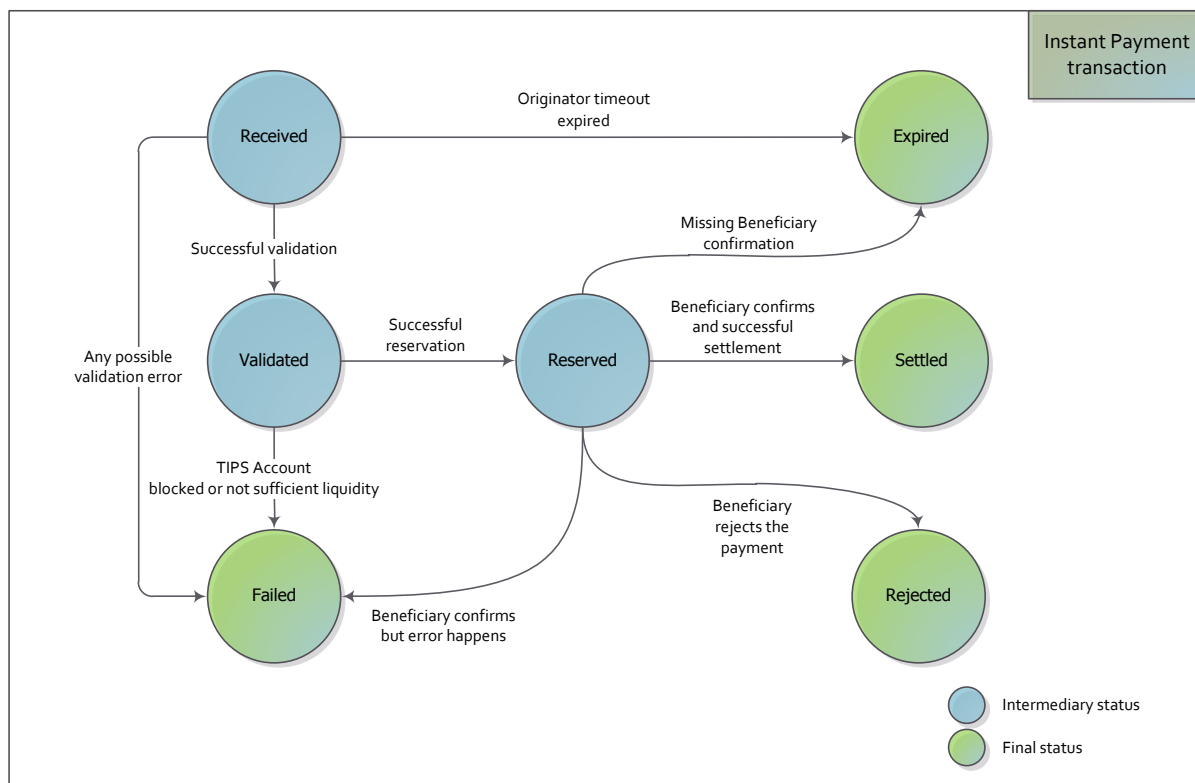 Instant Payment
transaction
Received
Originator timeout
expired
Expired
Missing Beneficiary
confirmation
Successful validation
Any possible
validation error
Validated
Successful
reservation
Reserved
Beneficiary confirms
and successful
settlement
Settled
TIPS Account
blocked or not sufficient liquidity
Beneficiary
rejects the
payment
Failed
Beneficiary confirms
but error happens
Rejected
Intermediary status
Final status